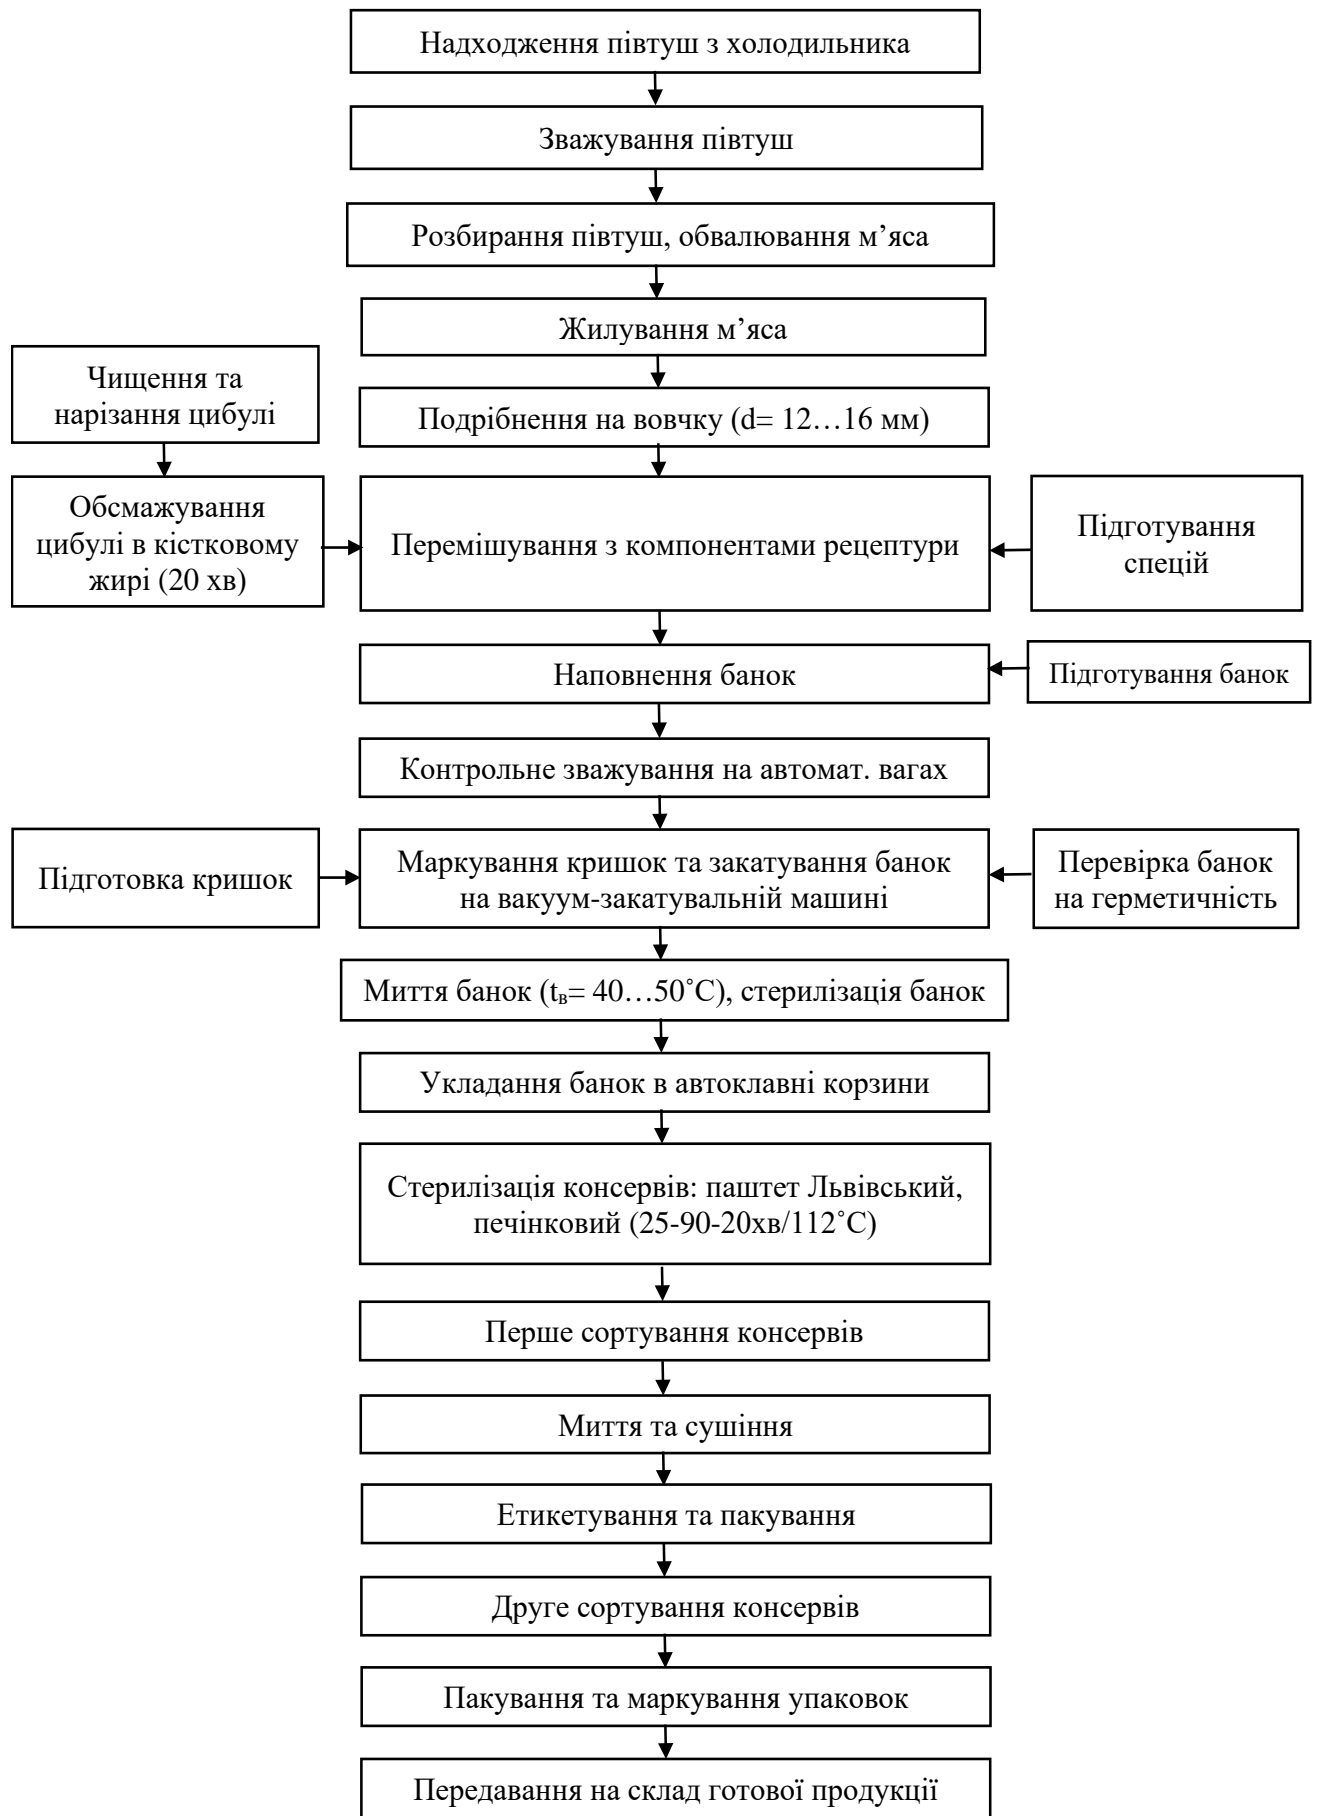 Надходження півтуш з холодильника
Зважування півтуш
Розбирання півтуш, обвалювання м’яса
Жилування м’яса
Чищення та
нарізання цибулі
Подрібнення на вовчку (d= 12…16 мм)
Обсмажування
цибулі в кістковому
жирі (20 хв)
Перемішування з компонентами рецептури
Підготування
спецій
Наповнення банок
Підготування банок
Контрольне зважування на автомат. вагах
Підготовка кришок
Маркування кришок та закатування банок
на вакуум-закатувальній машині
Перевірка банок
на герметичність
Миття банок (tв= 40…50˚С), стерилізація банок
Укладання банок в автоклавні корзини
Стерилізація консервів: паштет Львівський,
печінковий (25-90-20хв/112˚С)
Перше сортування консервів
Миття та сушіння
Етикетування та пакування
Друге сортування консервів
Пакування та маркування упаковок
Передавання на склад готової продукції